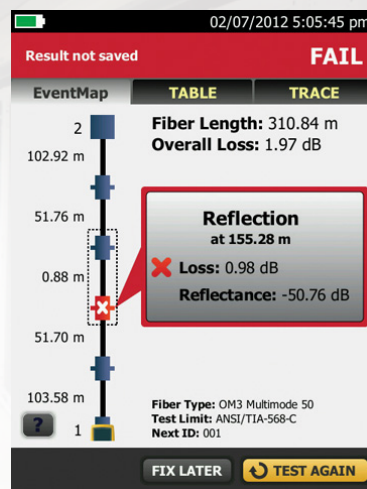 02/07/2012 5:05:45 pm
Result not saved
FAIL
EventMap
TABLE
TRACE
2
102.92 m
51.76 m
0.88 m
51.70 m
103.58 m
1
?
Fiber Length: 310.84 m
Overall Loss: 1.97 dB
Reflection
at 155.28 m
Loss: 0.98 dB
Reflectance: -50.76 dB
Fiber Type: OM3 Multimode 50
Test Limit: ANSI/TIA-568-C
Next ID: 001
FIX LATER
TEST AGAIN